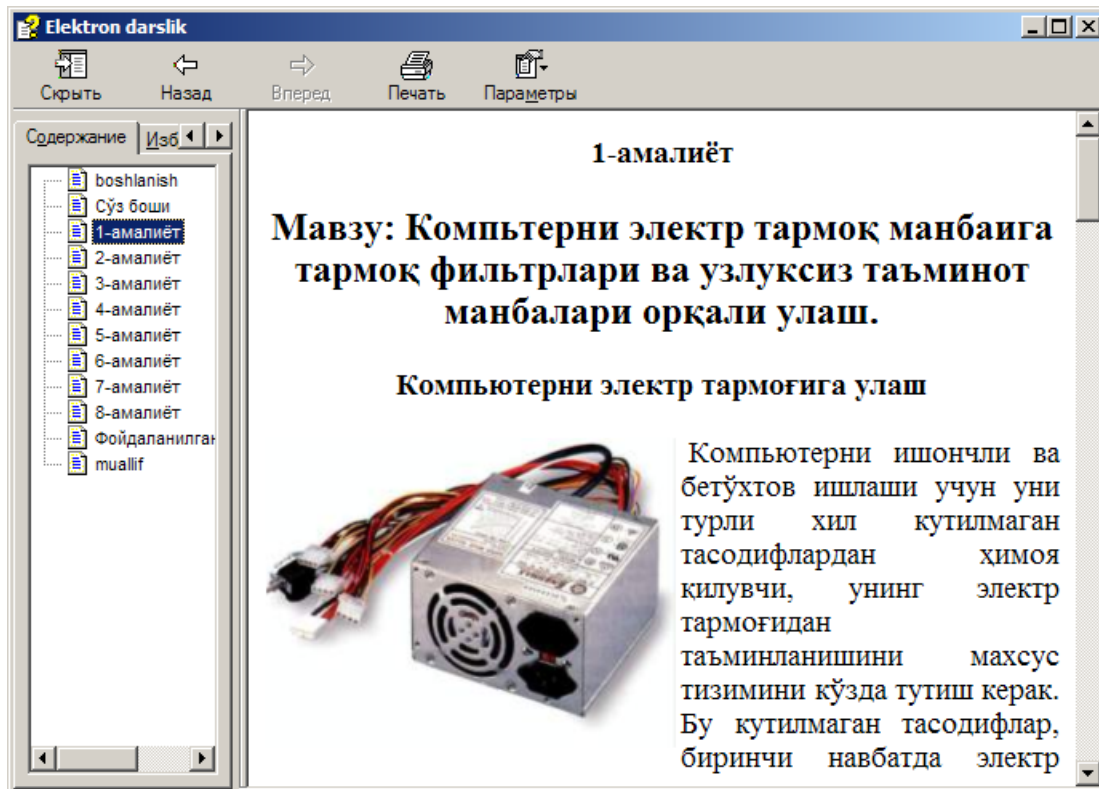 Elektron darslik
Скрыть Назад Вперед Печать Параметры
Содержание Изб
boshlanish
Сўз боши
1-амалиёт
2-амалиёт
3-амалиёт
4-амалиёт
5-амалиёт
6-амалиёт
7-амалиёт
8-амалиёт
Фойдаланилган
muallif
1-амалиёт
Мавзу: Компьтерни электр тармоқ манбаига
тармоқ фильтрлари ва узлуксиз таъминот
манбалари орқали улаш.
Компьютерни электр тармоғига улаш
Компьютерни ишончли ва
бетўхтов ишлаши учун уни
турли хил кутилмаган
тасодифлардан ҳимоя
қилувчи, унинг электр
тармоғидан
таъминланишини махсус
тизимини кўзда тутиш керак.
Бу кутилмаган тасодифлар,
биринчи навбатда электр